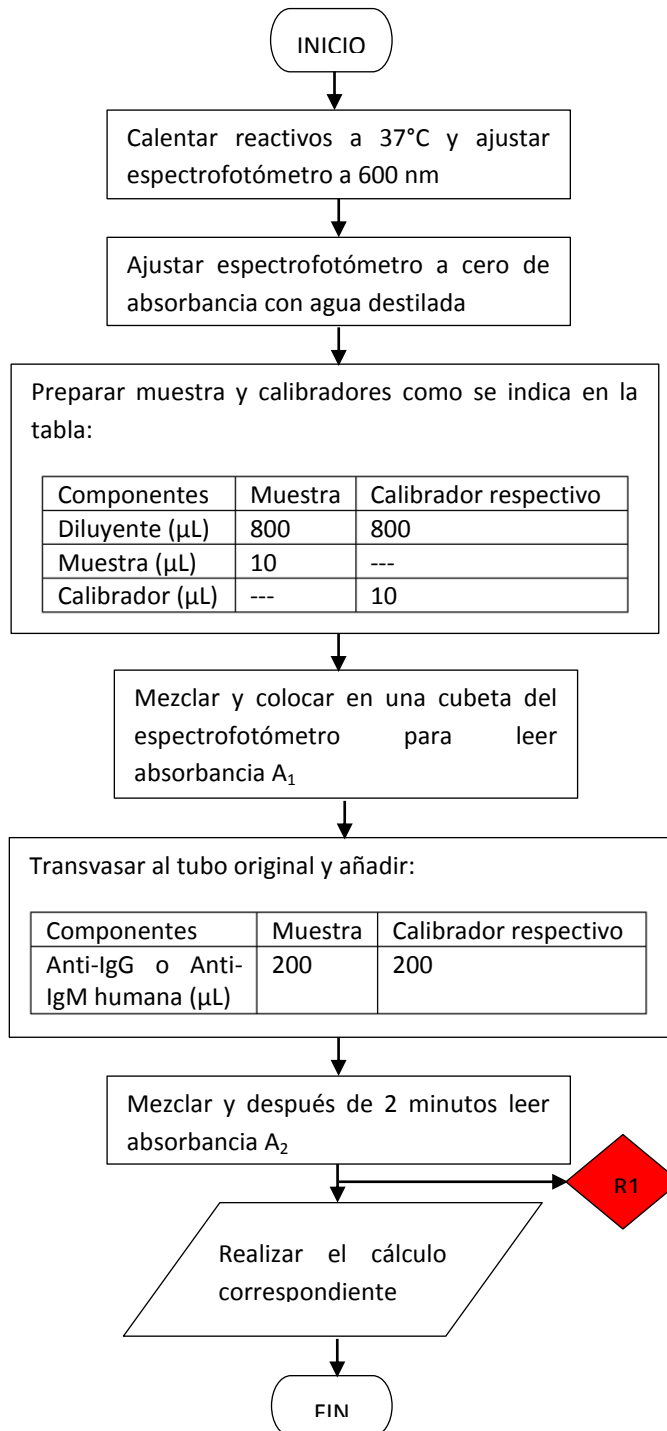 INICIO
Calentar reactivos a 37°C y ajustar
espectrofotómetro a 600 nm
Ajustar espectrofotómetro a cero de
absorbancia con agua destilada
Preparar muestra y calibradores como se indica en la
tabla:
Componentes Muestra Calibrador respectivo
Diluyente (µL) 800 800
Muestra (µL) 10 ---
Calibrador (µL) --- 10
Mezclar y colocar en una cubeta del
espectrofotómetro para leer
absorbancia A₁
Transvasar al tubo original y añadir:
Componentes Muestra Calibrador respectivo
Anti-IgG o Anti- 200 200
IgM humana (µL)
Mezclar y después de 2 minutos leer
absorbancia A₂
R1
Realizar el cálculo
correspondiente
FIN